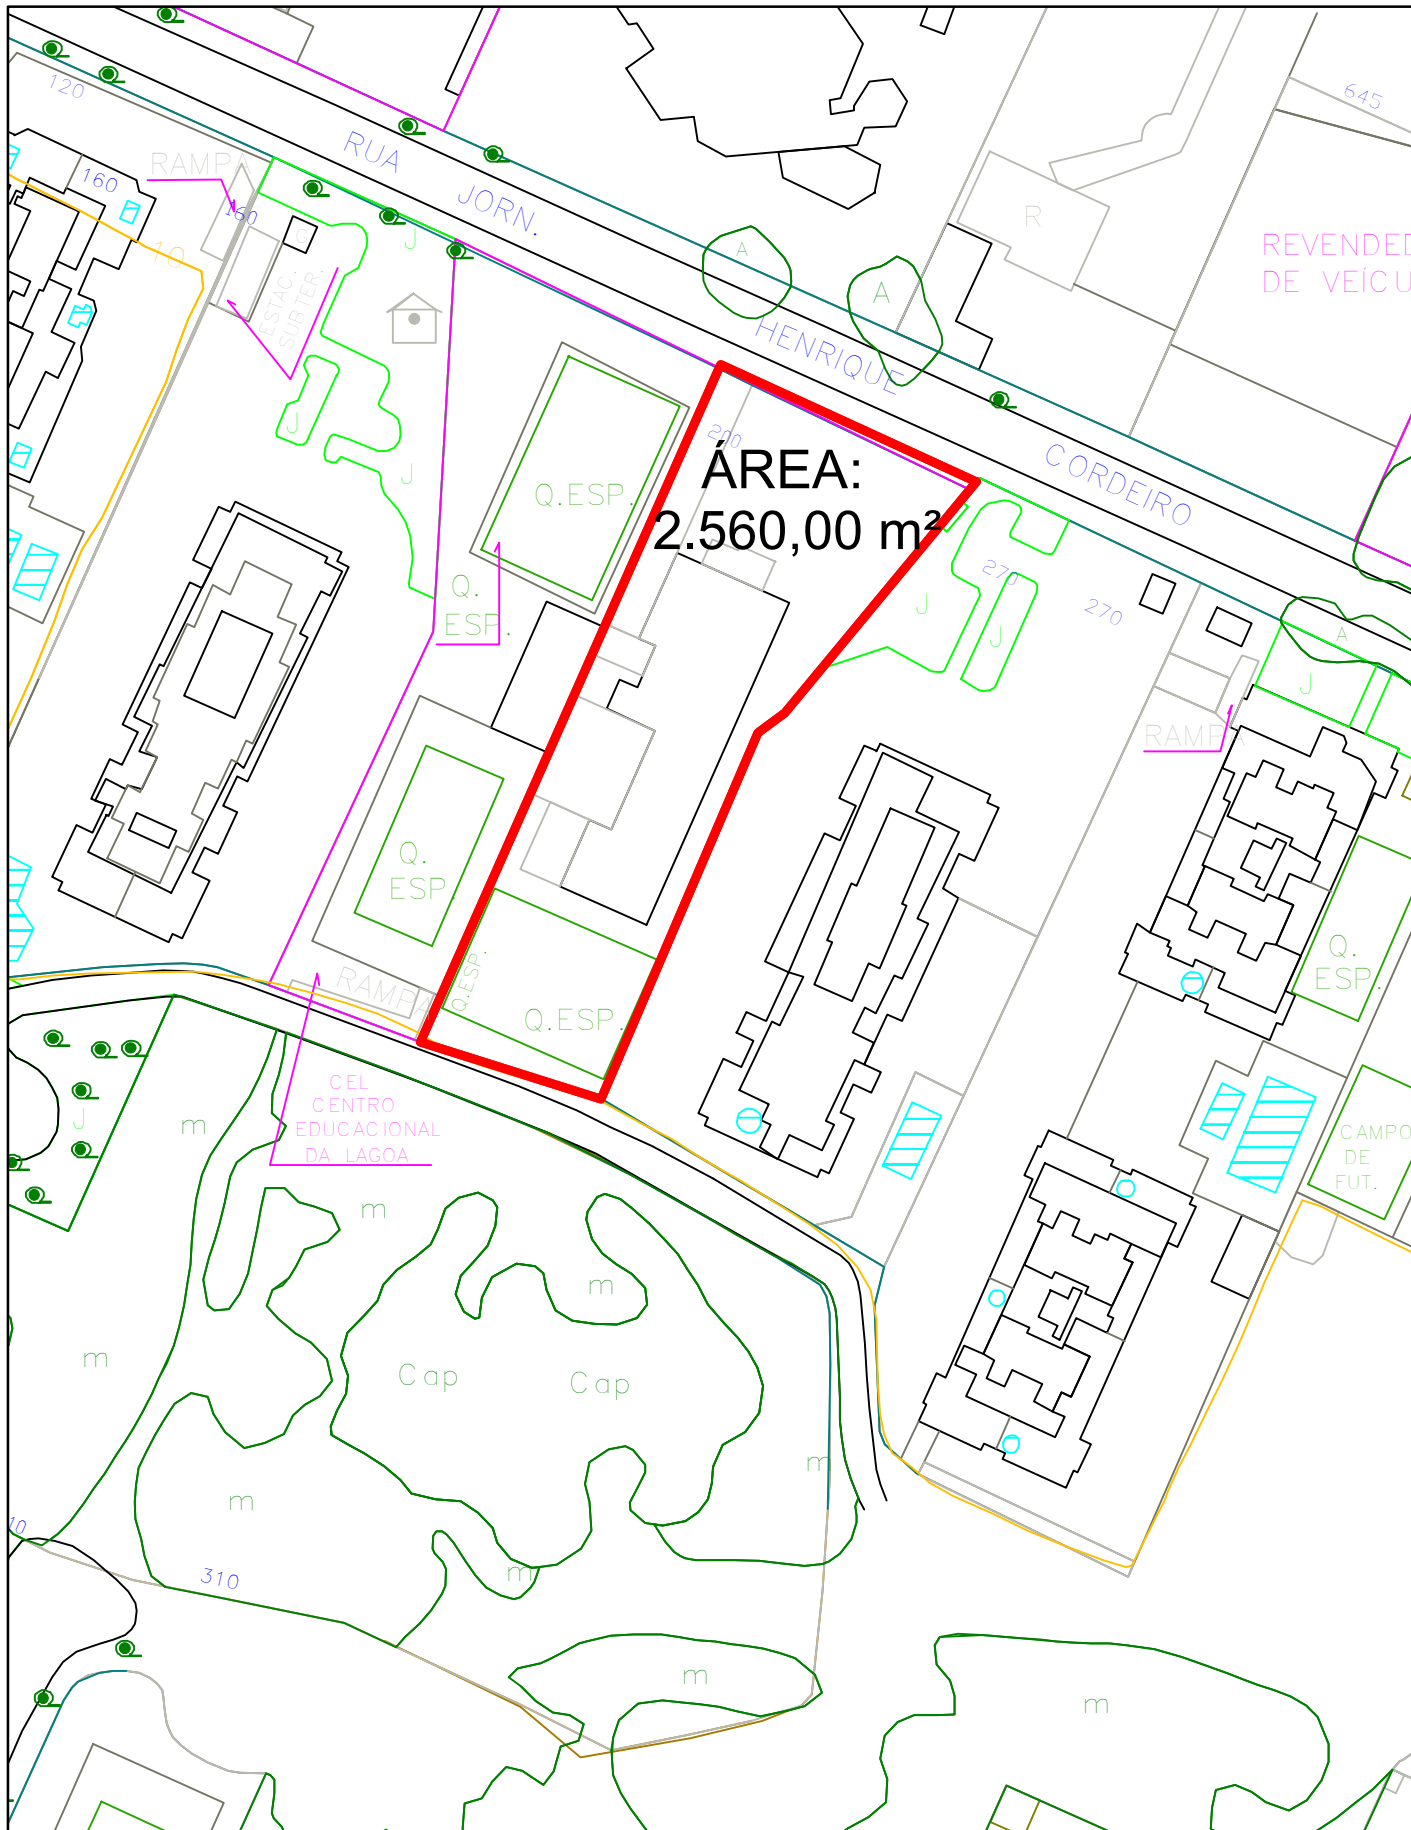 120
RUA
JORN.
HENRIQUE
CORDEIRO
645
RAMPA
160
160
10
G
J
ESTAC.
SUBTER.
A
A
R
REVENDED
DE VEÍCU
J
J
Q.ESP.
200
ÁREA:
2.560,00 m²
Q.
ESP.
270
270
J
J
A
J
RAMPA
Q.
ESP.
Q.ESP.
Q.ESP.
RAMPA
Q.
ESP.
CEL
CENTRO
EDUCACIONAL
DA LAGOA
J
m
m
m
m
Cap
Cap
CAMPO
DE
FUT.
m
m
m
10
310
m
m